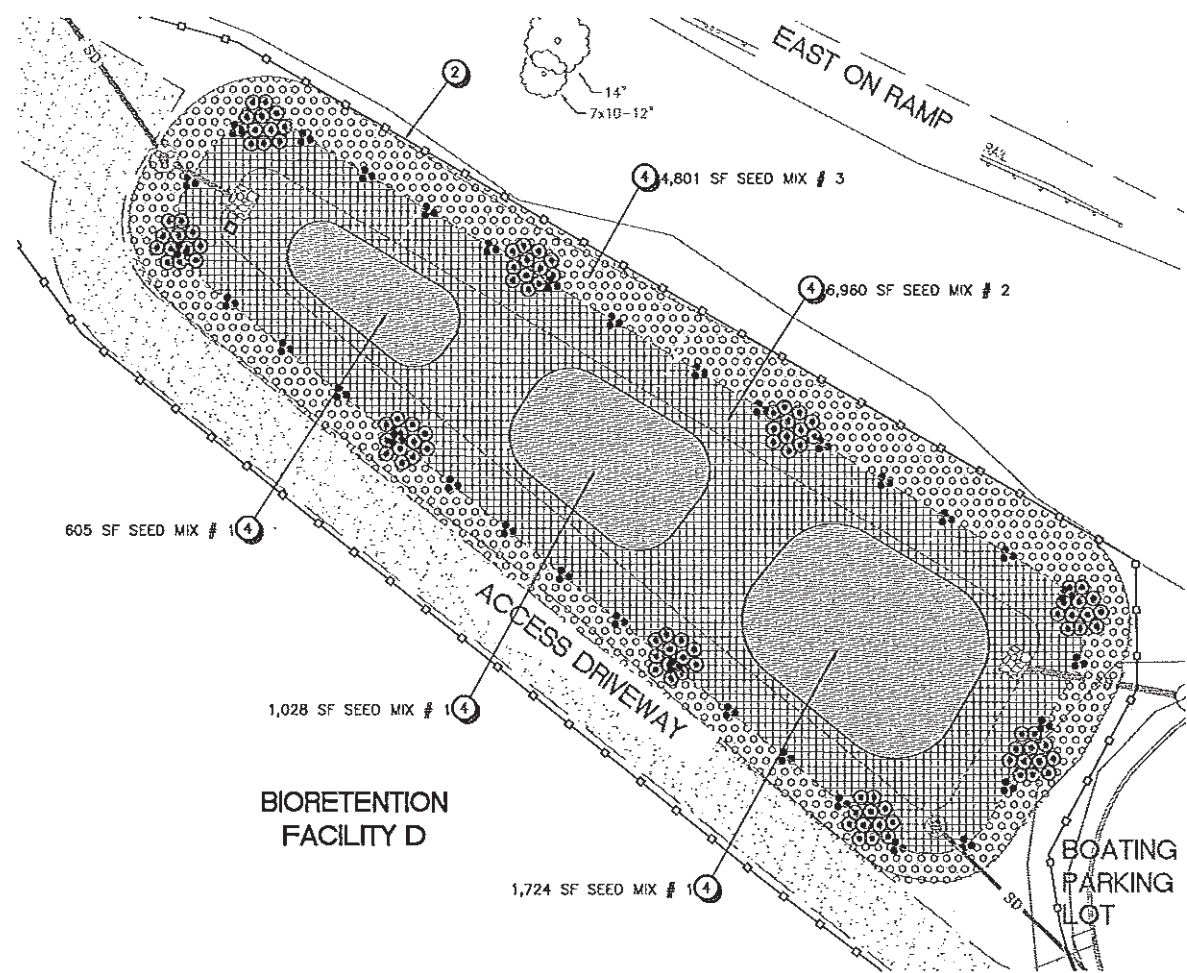 SD
2
EAST ON RAMP
14"
7x10-12"
RAIL
4 4,801 SF SEED MIX # 3
4 6,960 SF SEED MIX # 2
605 SF SEED MIX # 1 4
ACCESS DRIVEWAY
1,028 SF SEED MIX # 1 4
BIORETENTION
FACILITY D
1,724 SF SEED MIX # 1 4
BOATING
PARKING
LOT
SD